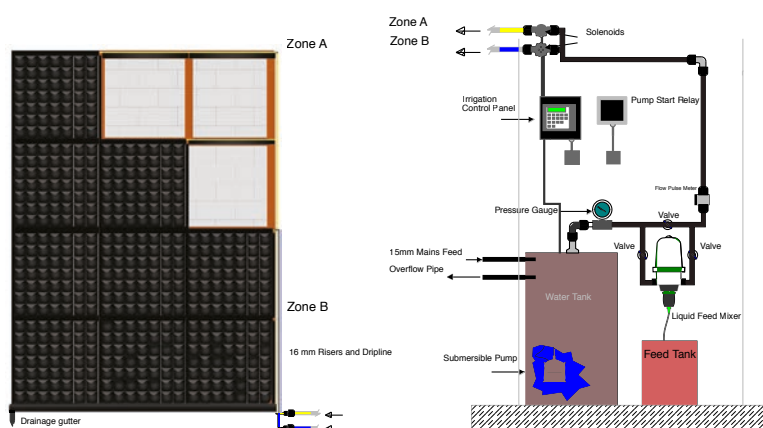 Zone A
Zone B
16 mm Risers and Dripline
Drainage gutter
Zone A
Zone B
Solenoids
Irrigation
Control Panel
Pump Start Relay
Flow Pulse Meter
Pressure Gauge
Valve
Valve
Valve
15mm Mains Feed
Overflow Pipe
Water Tank
Liquid Feed Mixer
Submersible Pump
Feed Tank